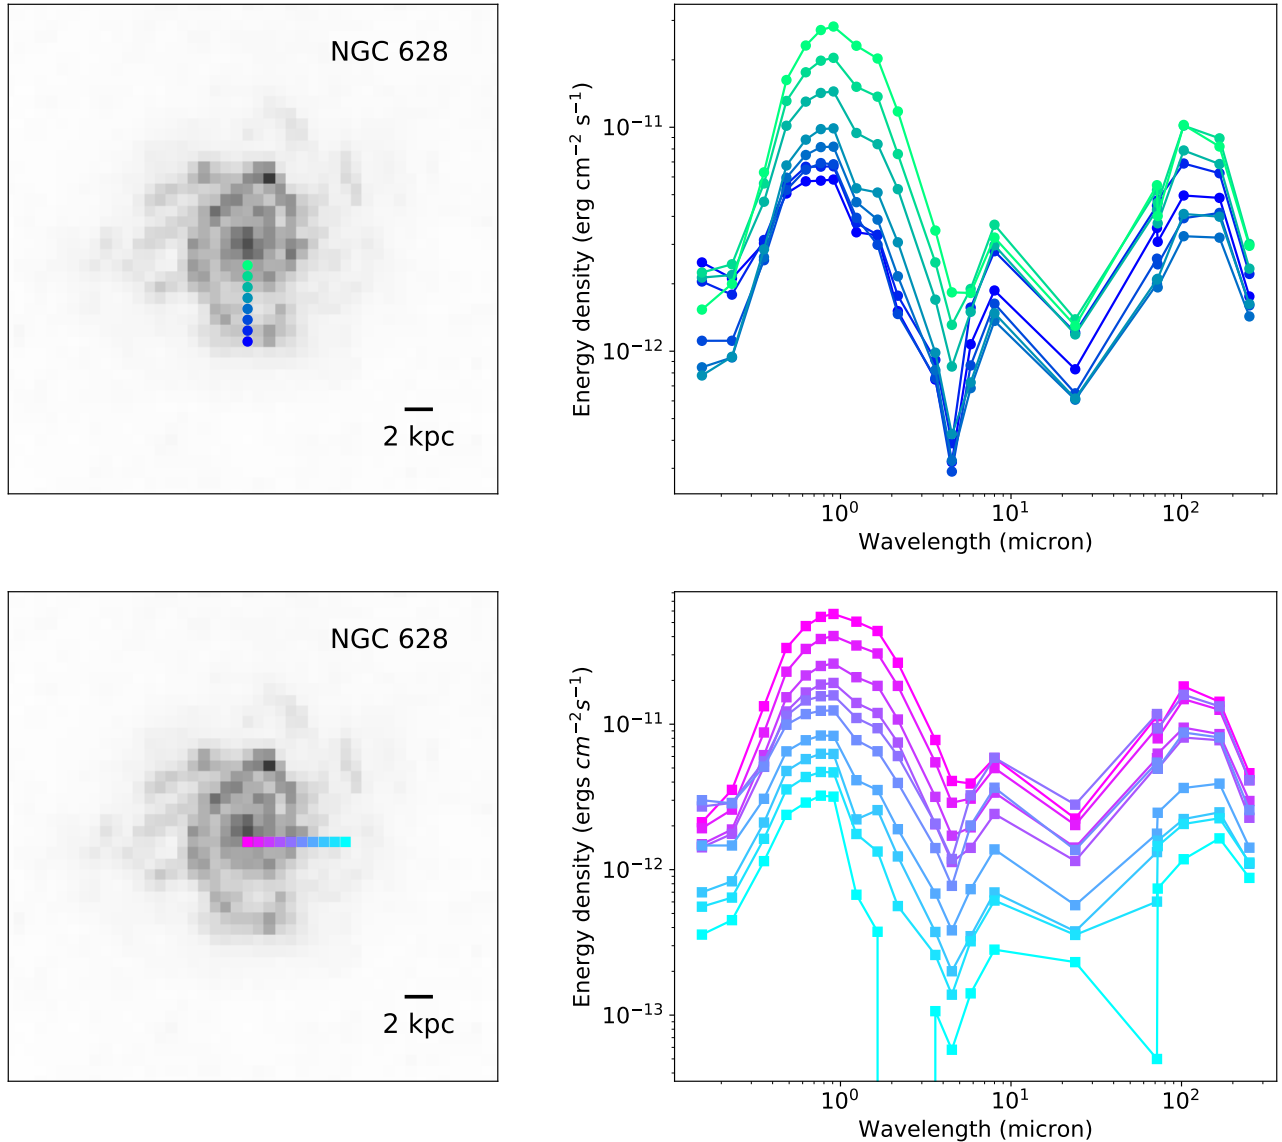 NGC 628
2 kpc
Energy density (erg cm⁻² s⁻¹)
10⁻¹¹
10⁻¹²
10⁰ 10¹ 10²
Wavelength (micron)
NGC 628
2 kpc
Energy density (ergs cm⁻²s⁻¹)
10⁻¹¹
10⁻¹²
10⁻¹³
10⁰ 10¹ 10²
Wavelength (micron)